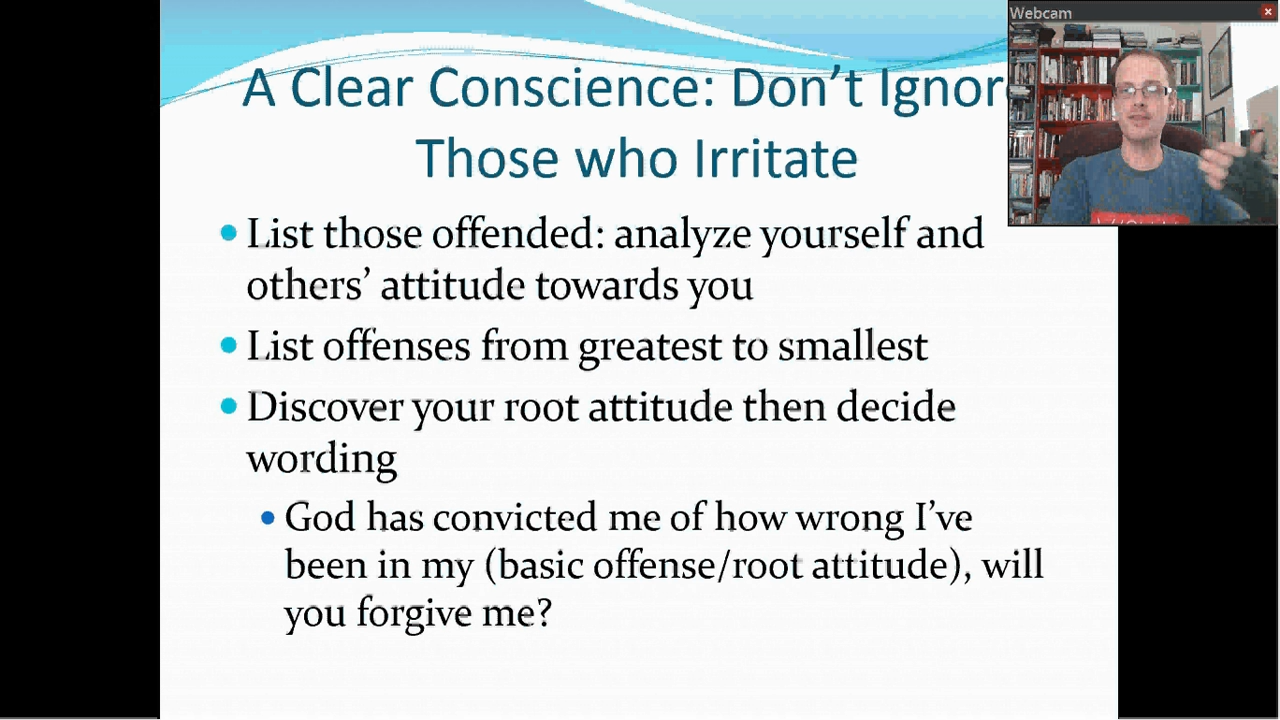 Webcam
A Clear Conscience: Don’t Ignor
Those who Irritate
List those offended: analyze yourself and
others’ attitude towards you
List offenses from greatest to smallest
Discover your root attitude then decide
wording
God has convicted me of how wrong I’ve
been in my (basic offense/root attitude), will
you forgive me?